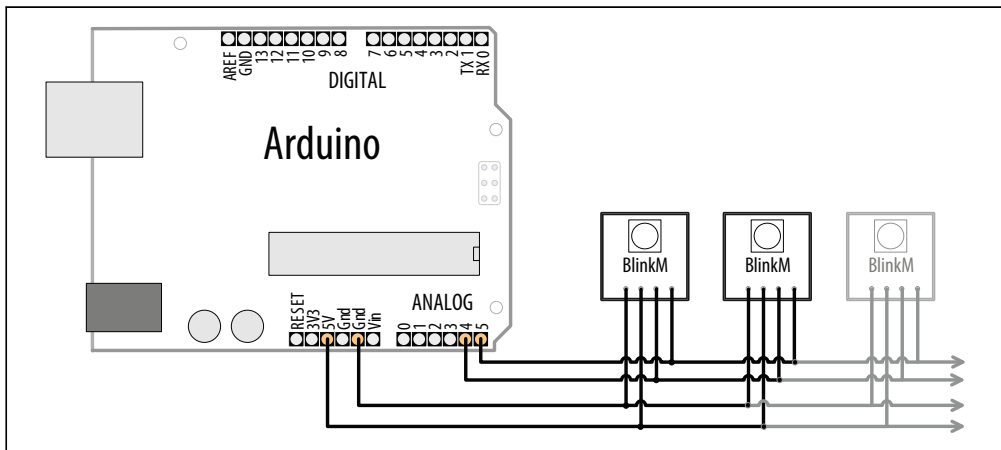 AREF
GND
13
12
11
10
9
8
7
6
5
4
3
2
TX 1
RX 0
DIGITAL
Arduino
BlinkM
BlinkM
BlinkM
ANALOG
RESET
3V3
5V
Gnd
Gnd
Vin
0
1
2
3
4
5